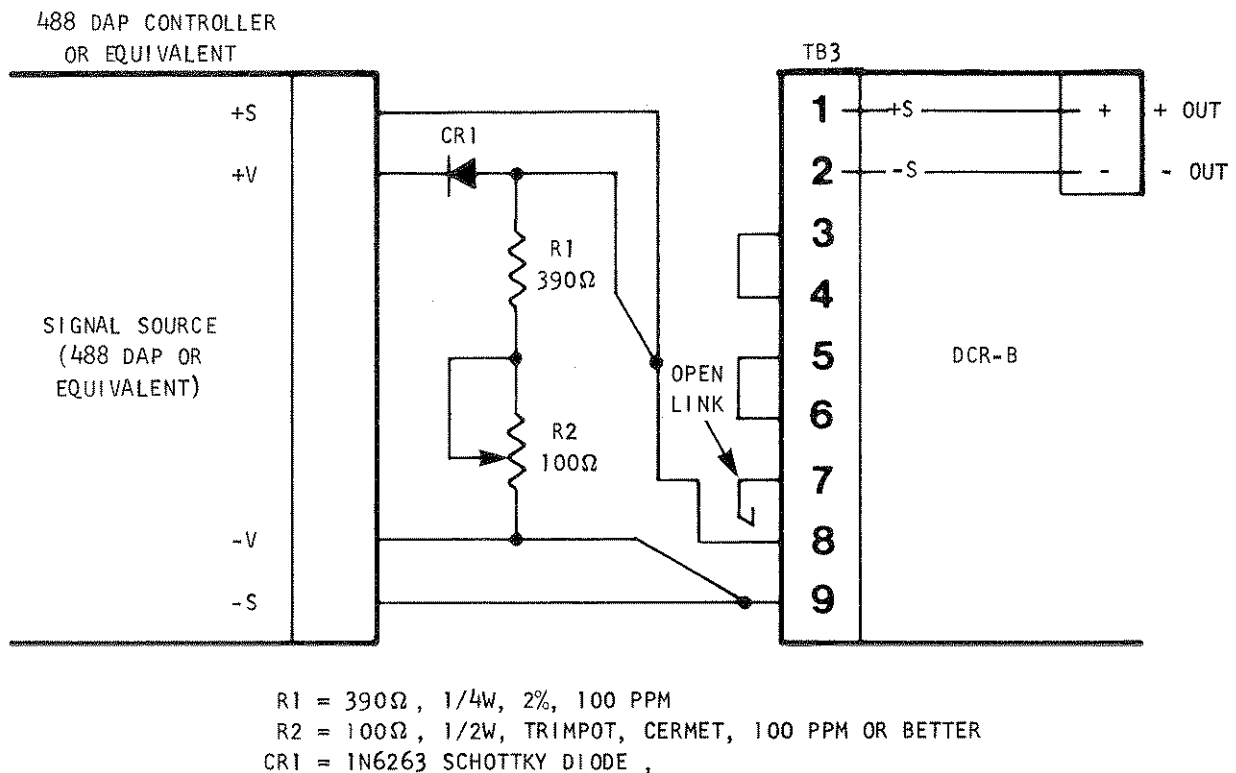 488 DAP CONTROLLER
OR EQUIVALENT
TB3
+S
+V
CR1
R1
390Ω
SIGNAL SOURCE
(488 DAP OR
EQUIVALENT)
R2
100Ω
-V
-S
OPEN
LINK
1
2
3
4
5
6
7
8
9
+S
-S
+
-
+ OUT
- OUT
DCR-B
R1 = 390Ω, 1/4W, 2%, 100 PPM
R2 = 100Ω, 1/2W, TRIMPOT, CERMET, 100 PPM OR BETTER
CR1 = 1N6263 SCHOTTKY DIODE,